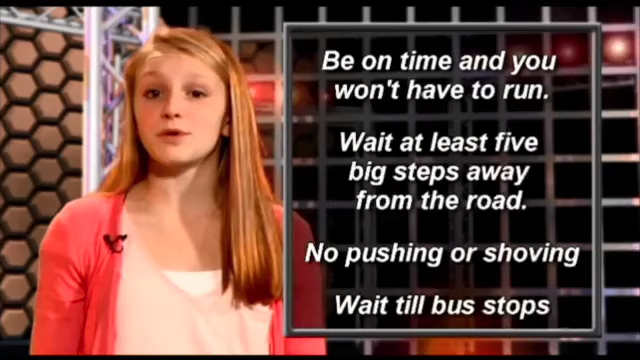 Be on time and you
won't have to run.
Wait at least five
big steps away
from the road.
No pushing or shoving
Wait till bus stops